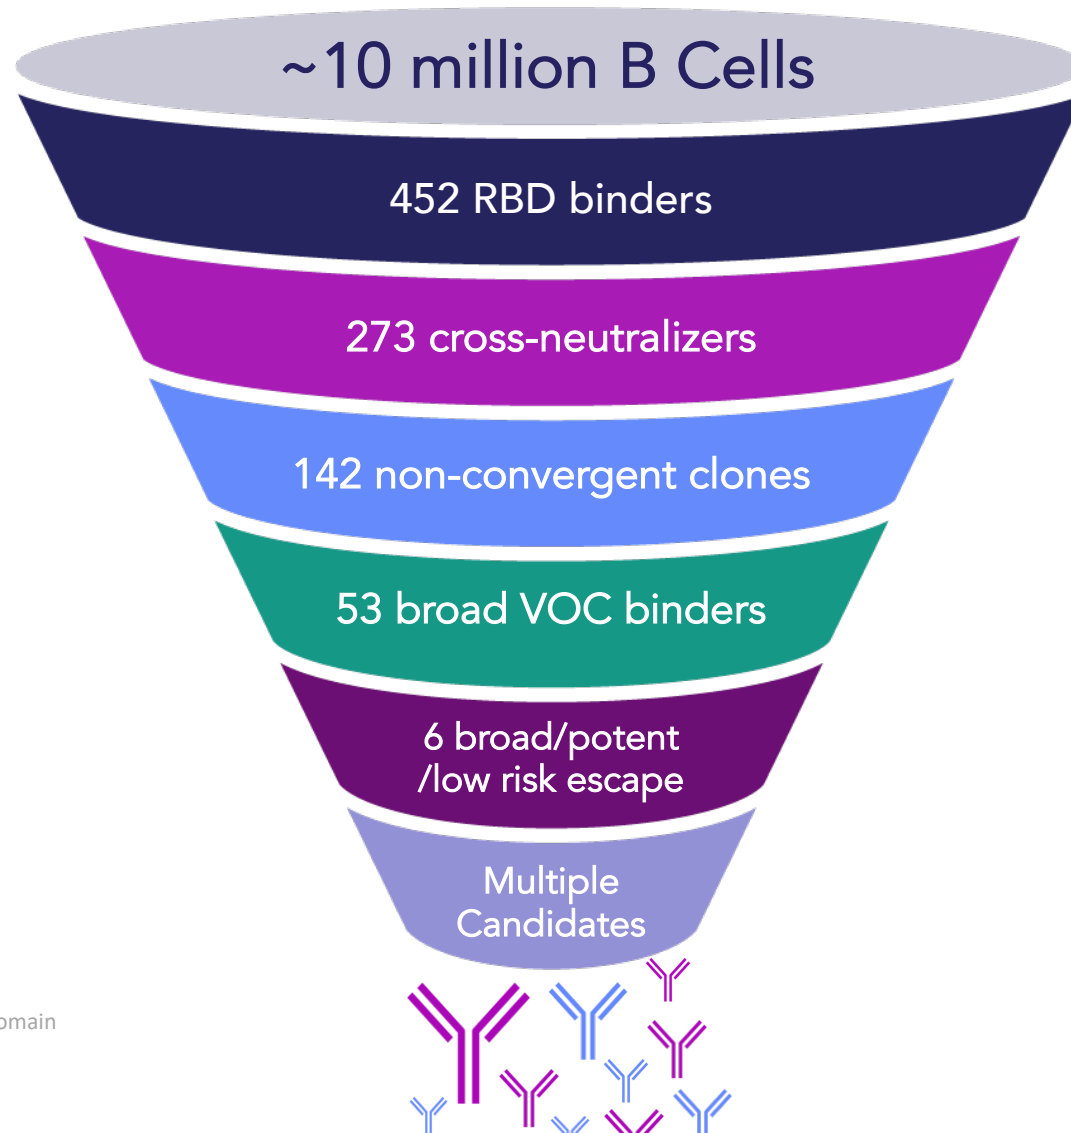 ~10 million B Cells
452 RBD binders
273 cross-neutralizers
142 non-convergent clones
53 broad VOC binders
6 broad/potent
/low risk escape
Multiple
Candidates
omain